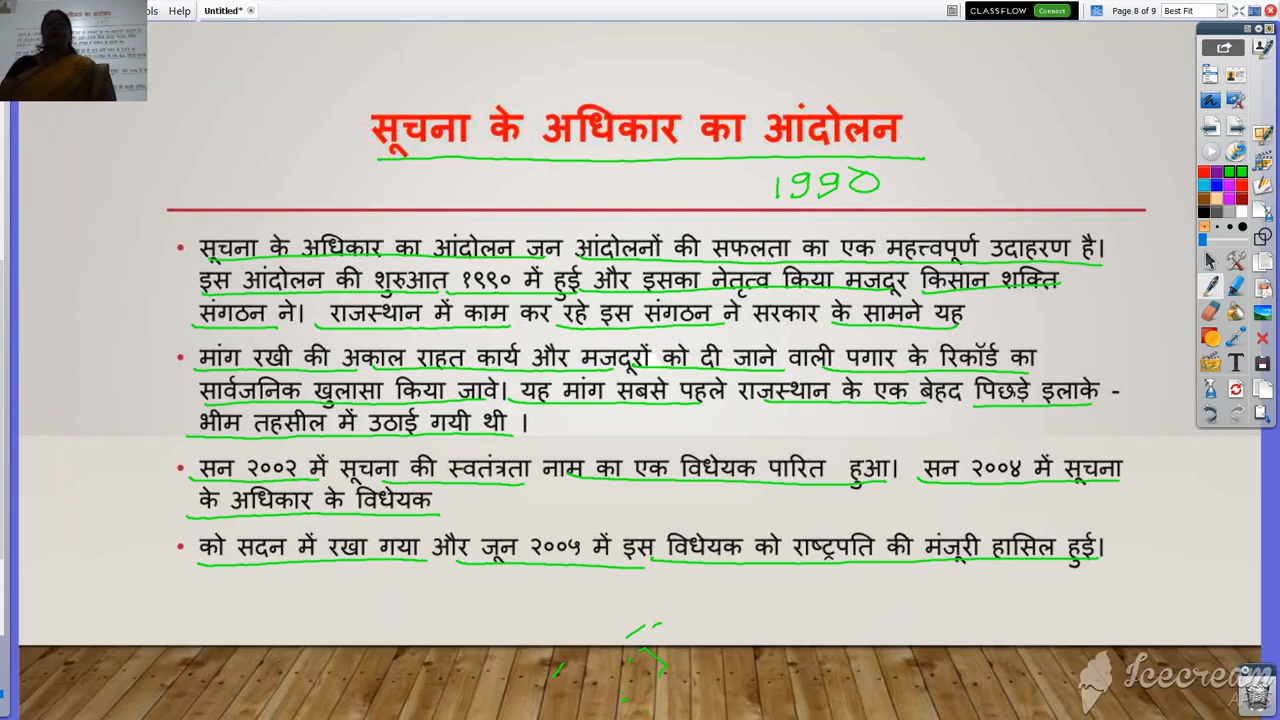 ools Help Untitled* CLASSFLOW Connect Page 8 of 9 Best Fit
सूचना के अधिकार का आंदोलन
1990
• सूचना के अधिकार का आंदोलन जन आंदोलनों की सफलता का एक महत्त्वपूर्ण उदाहरण है।
इस आंदोलन की शुरुआत १९९० में हुई और इसका नेतृत्व किया मजदूर किसान शक्ति
संगठन ने। राजस्थान में काम कर रहे इस संगठन ने सरकार के सामने यह
• मांग रखी की अकाल राहत कार्य और मजदूरों को दी जाने वाली पगार के रिकॉर्ड का
सार्वजनिक खुलासा किया जावे। यह मांग सबसे पहले राजस्थान के एक बेहद पिछड़े इलाके -
भीम तहसील में उठाई गयी थी ।
• सन २००२ में सूचना की स्वतंत्रता नाम का एक विधेयक पारित हुआ। सन २००४ में सूचना
के अधिकार के विधेयक
• को सदन में रखा गया और जून २००५ में इस विधेयक को राष्ट्रपति की मंजूरी हासिल हुई।
Icecream
APPS